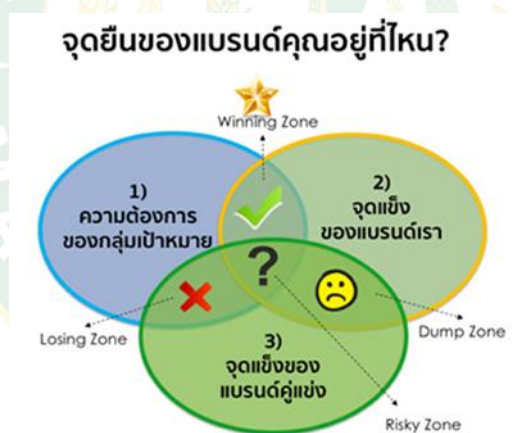 จุดยืนของแบรนด์คุณอยู่ที่ไหน?
Winning Zone
1)
ความต้องการ
ของกลุ่มเป้าหมาย
2)
จุดแข็ง
ของแบรนด์เรา
?
Losing Zone
Dump Zone
3)
จุดแข็งของ
แบรนด์คู่แข่ง
Risky Zone